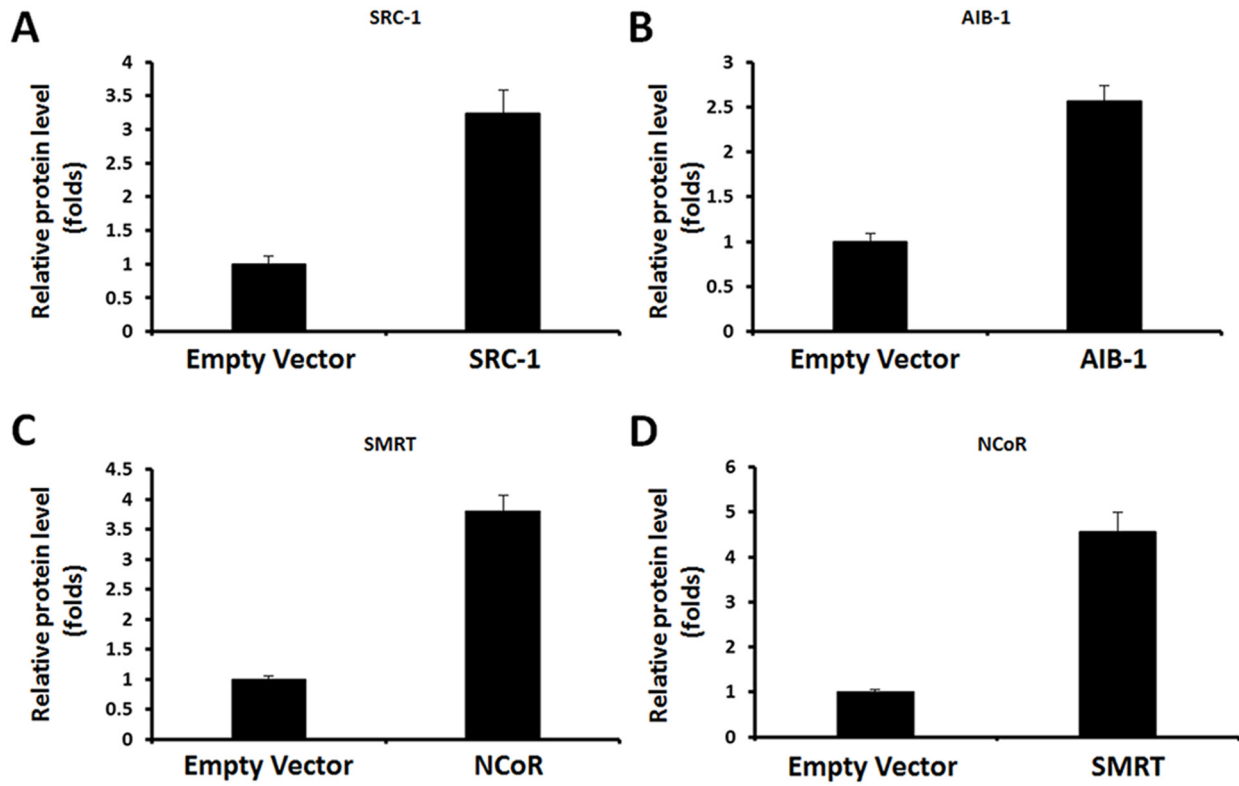 A
SRC-1
Relative protein level
(folds)
4
3.5
3
2.5
2
1.5
1
0.5
0
Empty Vector
SRC-1
B
AIB-1
Relative protein level
(folds)
3
2.5
2
1.5
1
0.5
0
Empty Vector
AIB-1
C
SMRT
Relative protein level
(folds)
4.5
4
3.5
3
2.5
2
1.5
1
0.5
0
Empty Vector
NCoR
D
NCoR
Relative protein level
(folds)
6
5
4
3
2
1
0
Empty Vector
SMRT